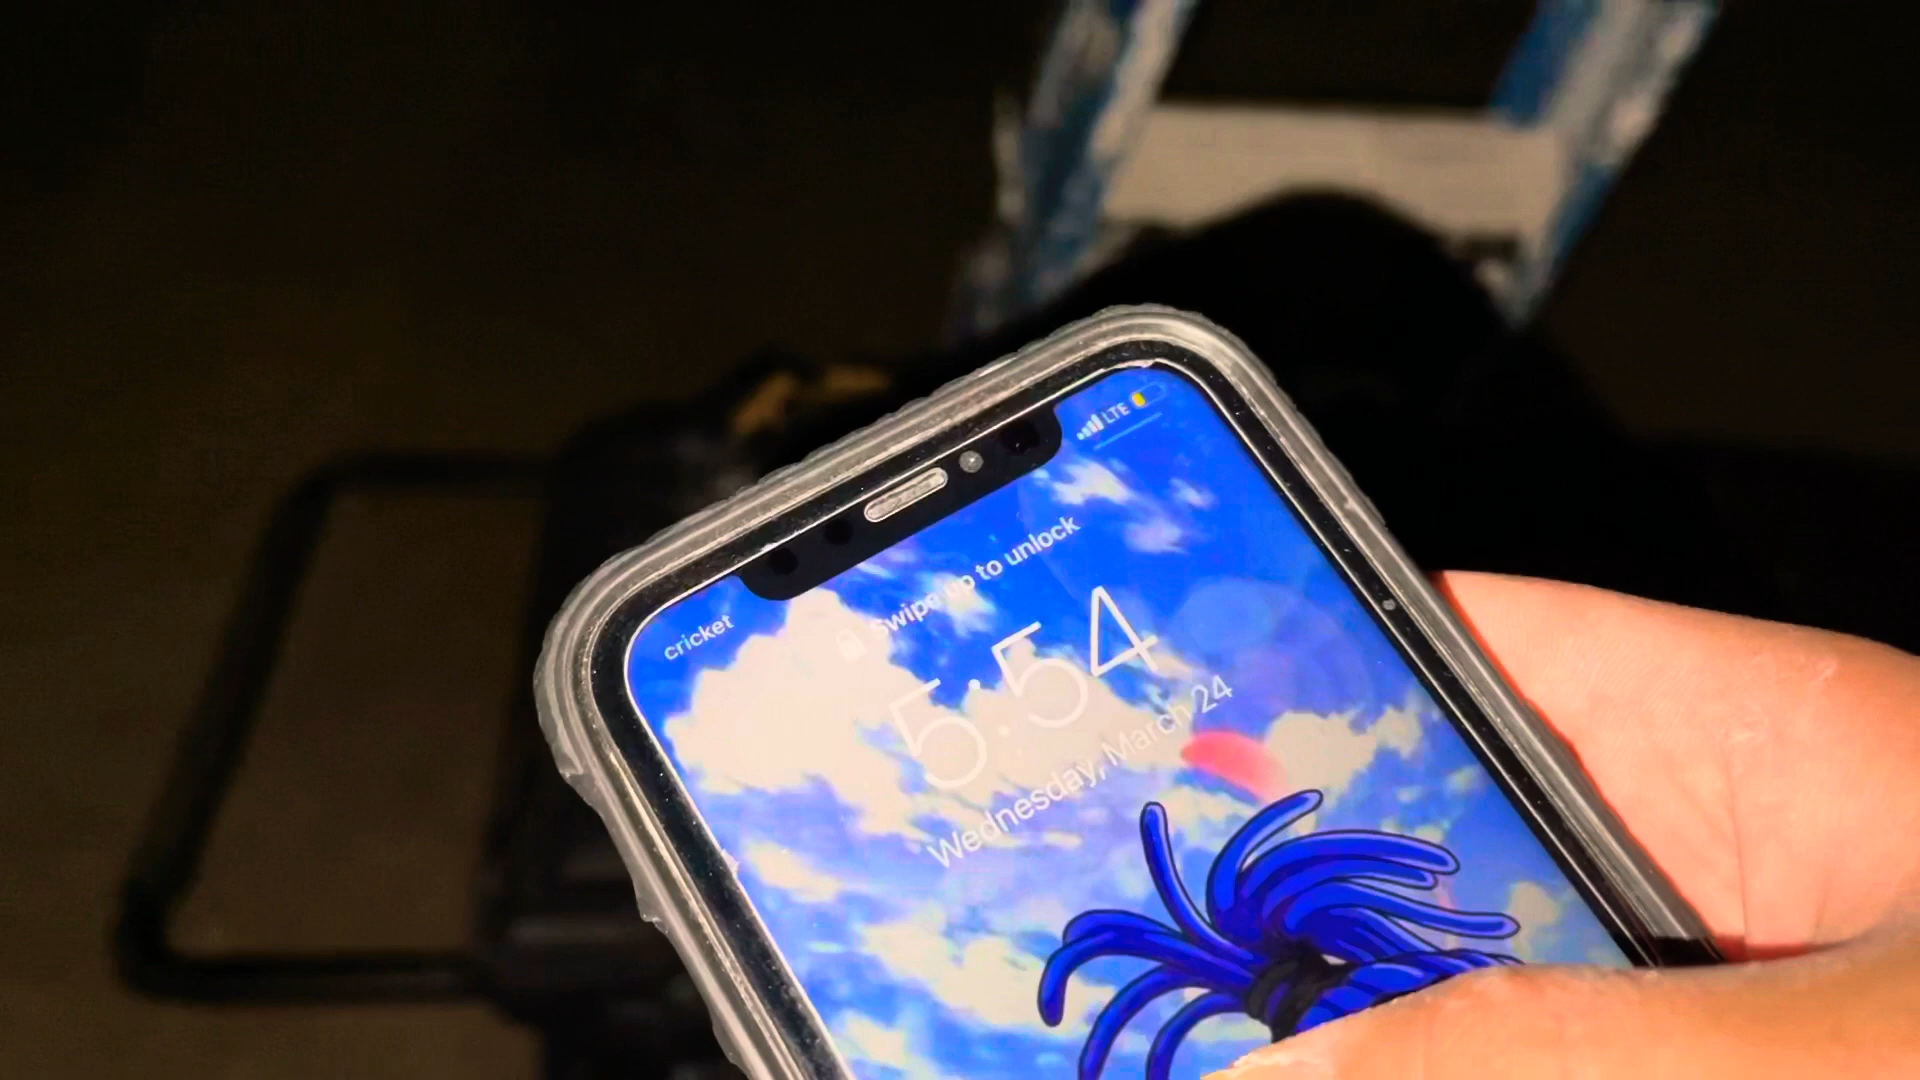 cricket
LTE
Swipe up to unlock
5:54
Wednesday, March 24